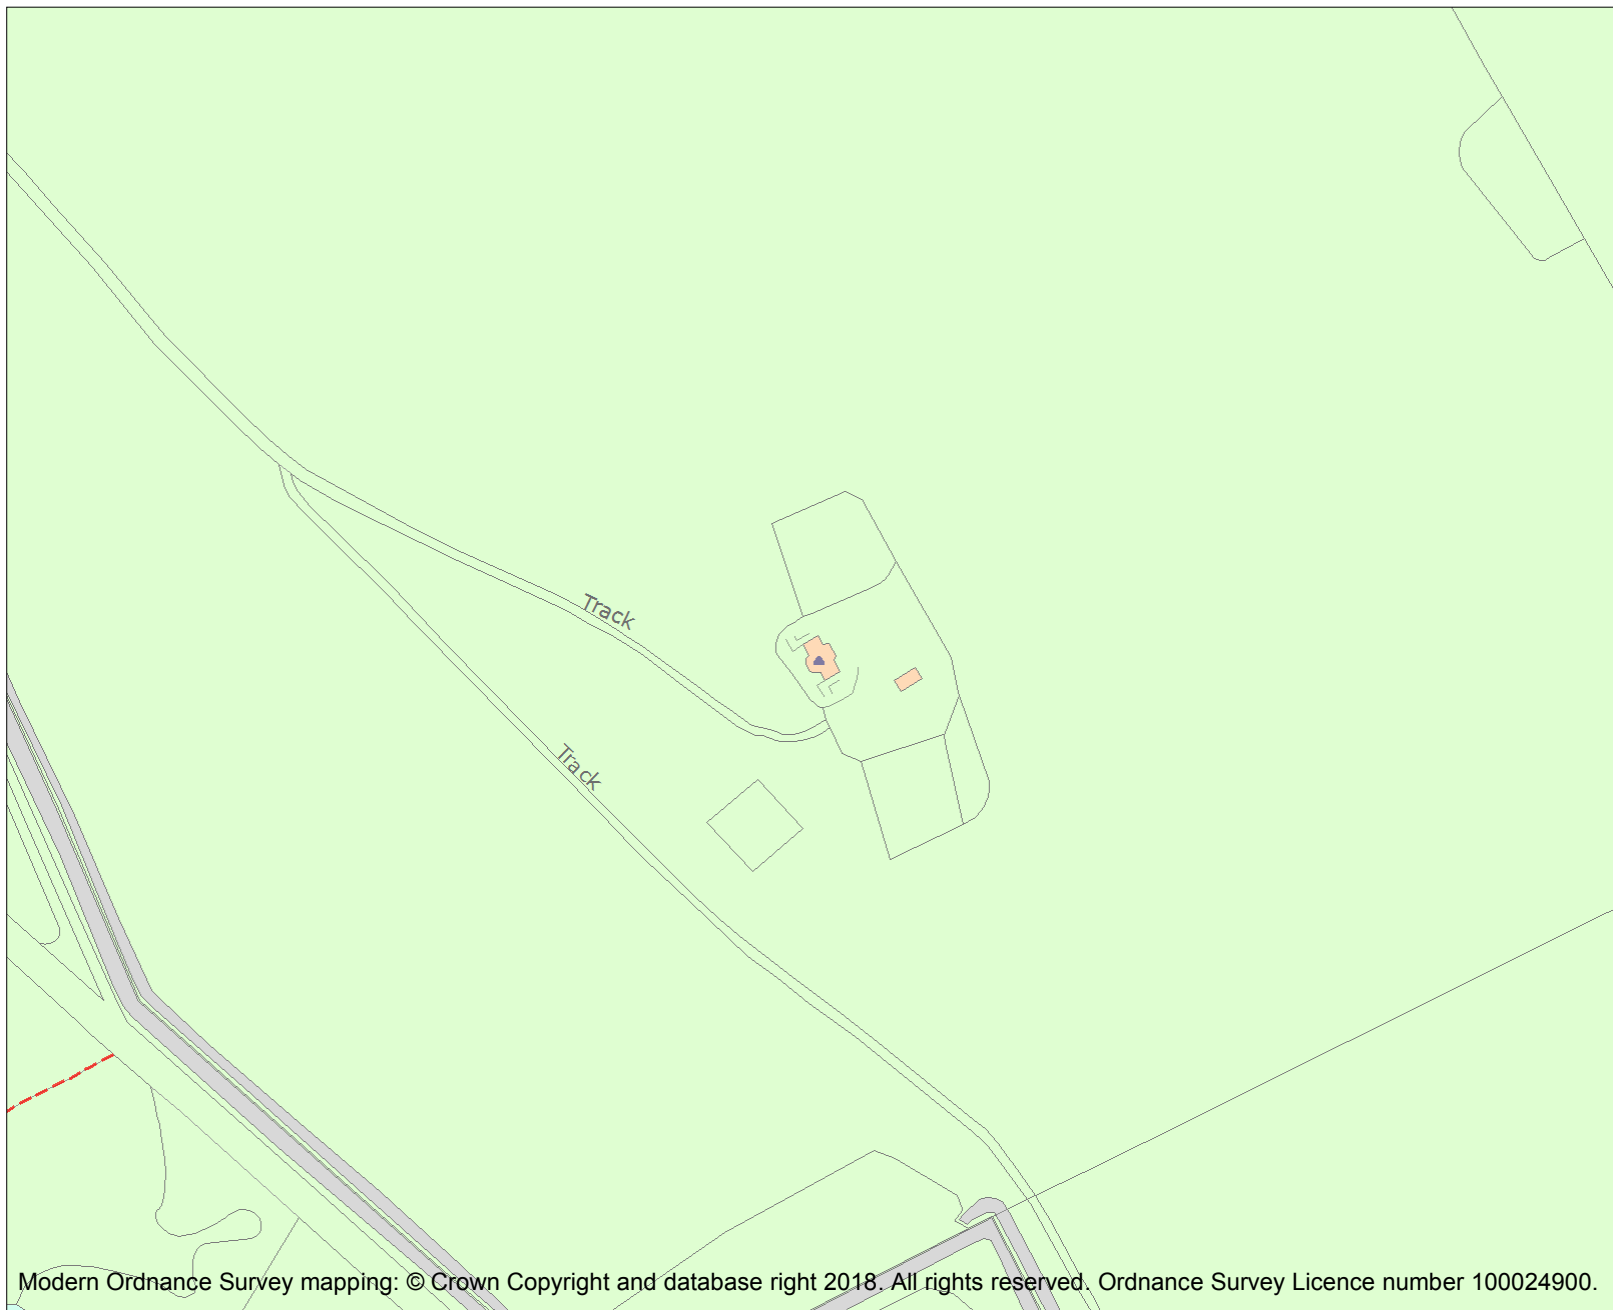 Track
Track
Modern Ordnance Survey mapping: © Crown Copyright and database right 2018. All rights reserved. Ordnance Survey Licence number 100024900.